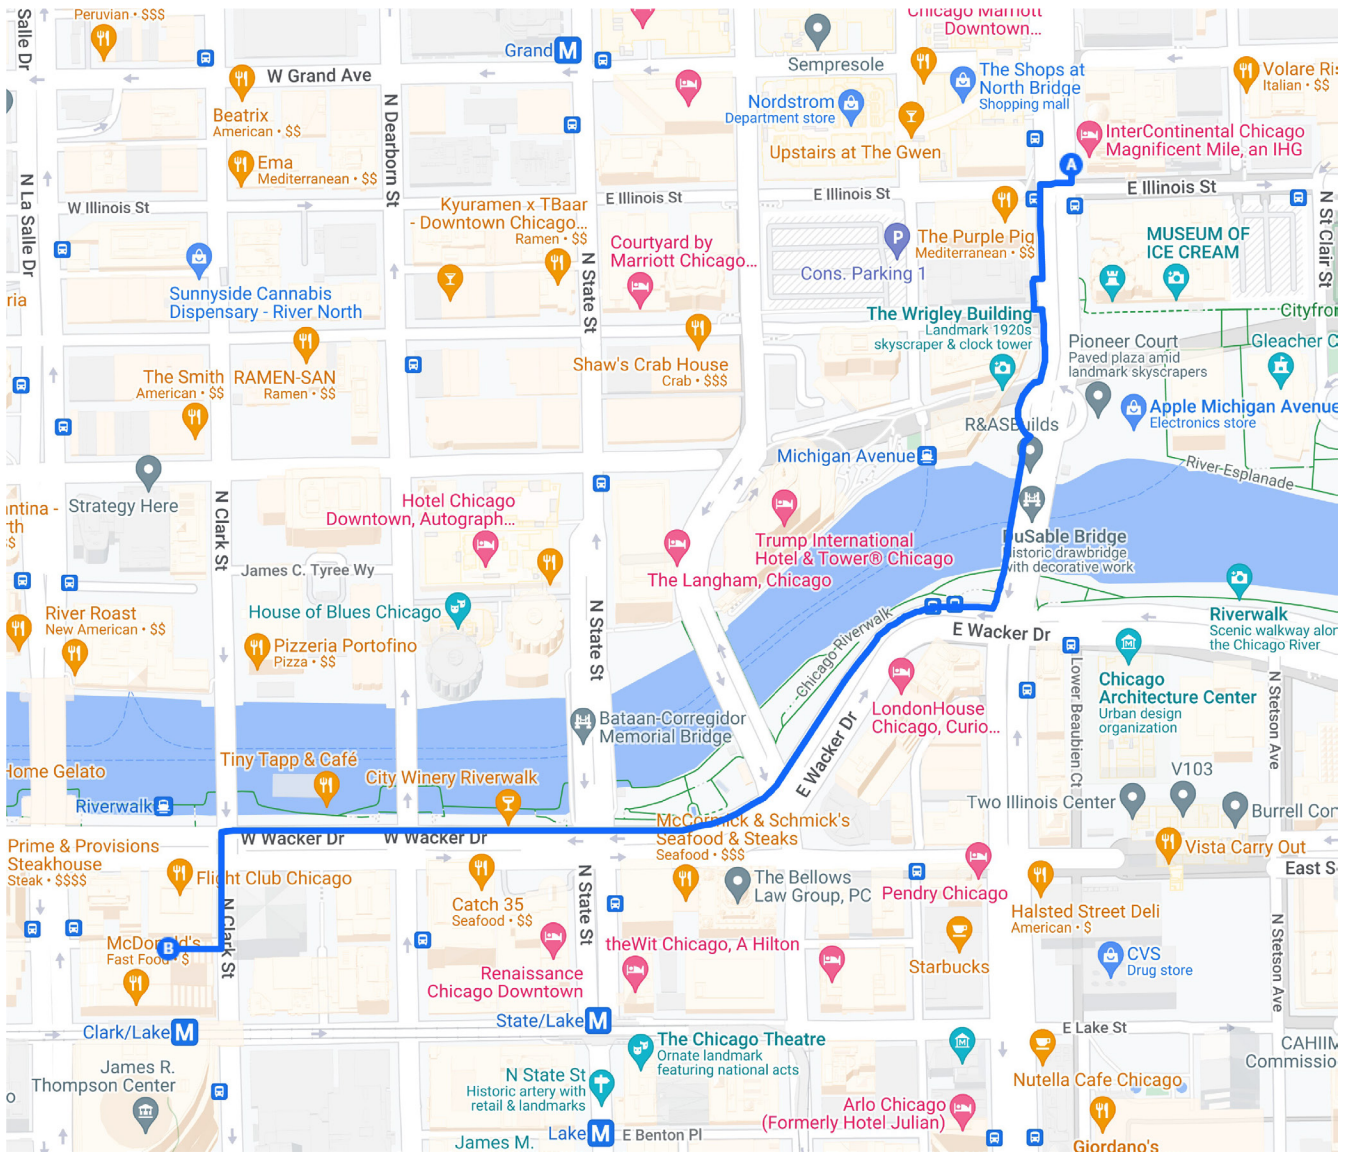 Peruvian • $$$
Salle Dr
Grand
M
W Grand Ave
Sempresole
Chicago Marriott
Downtown...
The Shops at
North Bridge
Shopping mall
Volare Ris
Italian • $$
Nordstrom
Department store
Beatrix
American • $$
N Dearborn St
Upstairs at The Gwen
InterContinental Chicago
Magnificent Mile, an IHG
A
Ema
Mediterranean • $$
N La Salle Dr
W Illinois St
Kyuramen x TBaar
- Downtown Chicago...
Ramen • $$
E Illinois St
E Illinois St
E Illinois St
N St Clair St
Courtyard by
Marriott Chicago...
P
Cons. Parking 1
The Purple Pig
Mediterranean • $$
MUSEUM OF
ICE CREAM
N State St
Sunnyside Cannabis
Dispensary - River North
ria
The Wrigley Building
Landmark 1920s
skyscraper & clock tower
Cityfror
Pioneer Court
Paved plaza amid
landmark skyscrapers
Gleacher C
Shaw's Crab House
Crab • $$$
The Smith
American • $$
RAMEN-SAN
Ramen • $$
Apple Michigan Avenue
Electronics store
R&ASBuilds
Michigan Avenue
River Esplanade
Strategy Here
antina -
rth
$$
N Clark St
Hotel Chicago
Downtown, Autograph...
Trump International
Hotel & Tower® Chicago
DuSable Bridge
Historic drawbridge
with decorative work
James C. Tyree Wy
The Langham, Chicago
House of Blues Chicago
River Roast
New American • $$
N State St
Chicago Riverwalk
E Wacker Dr
Riverwalk
Scenic walkway alon
the Chicago River
Pizzeria Portofino
Pizza • $$
Lower Beaubien Ct
Chicago
Architecture Center
Urban design
organization
N Stetson Ave
LondonHouse
Chicago, Curio...
Bataan-Corregidor
Memorial Bridge
E Wacker Dr
Home Gelato
Tiny Tapp & Café
City Winery Riverwalk
V103
Riverwalk
Two Illinois Center
Burrell Con
W Wacker Dr
W Wacker Dr
McCormick & Schmick's
Seafood & Steaks
Seafood • $$$
Prime & Provisions
Steakhouse
Steak • $$$$
Flight Club Chicago
Vista Carry Out
East S
The Bellows
Law Group, PC
Pendry Chicago
Catch 35
Seafood • $$
N State St
Halsted Street Deli
American • $
N Clark St
McDonald's
Fast Food • $
B
theWit Chicago, A Hilton
Starbucks
CVS
Drug store
N Stetson Ave
Renaissance
Chicago Downtown
Clark/Lake
M
State/Lake
M
E Lake St
The Chicago Theatre
Ornate landmark
featuring national acts
CAHIIM
Commissio
James R.
Thompson Center
N State St
Historic artery with
retail & landmarks
Nutella Cafe Chicago
o
Arlo Chicago
(Formerly Hotel Julian)
Lake
M
E Benton Pl
James M.
Giordano's